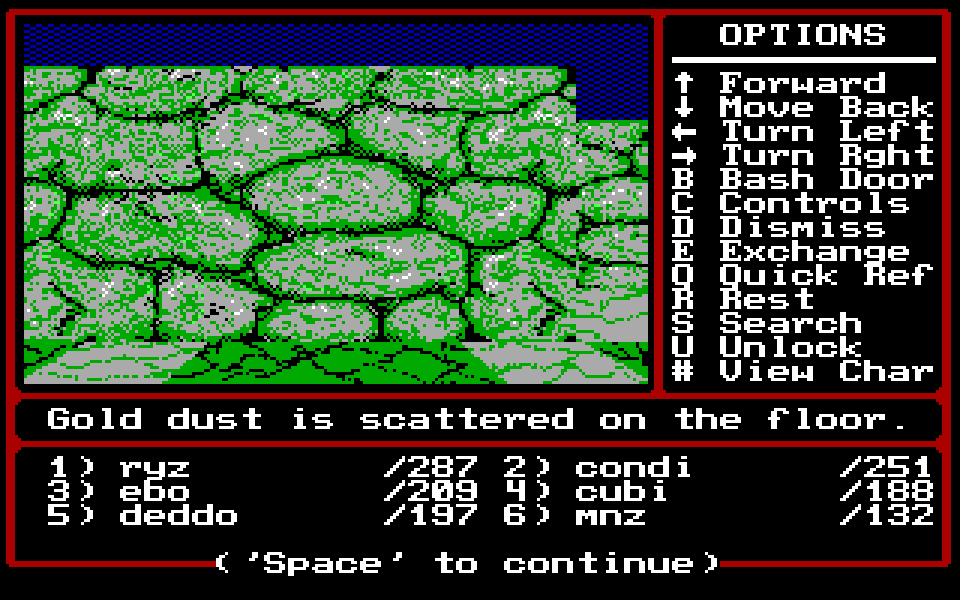 OPTIONS
↑ Forward
↓ Move Back
← Turn Left
→ Turn Rght
B Bash Door
C Controls
D Dismiss
E Exchange
Q Quick Ref
R Rest
S Search
U Unlock
# View Char
Gold dust is scattered on the floor.
1) ryz /287 2) condi /251
3) ebo /209 4) cubi /188
5) deddo /197 6) mnz /132
('Space' to continue)